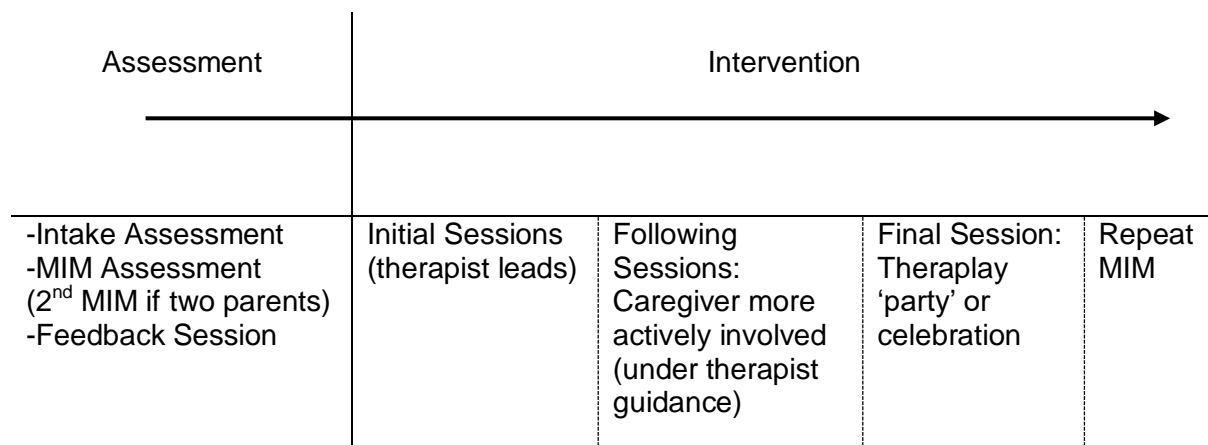 Assessment
Intervention
-Intake Assessment
-MIM Assessment
(2nd MIM if two parents)
-Feedback Session
Initial Sessions
(therapist leads)
Following
Sessions:
Caregiver more
actively involved
(under therapist
guidance)
Final Session:
Theraplay
‘party’ or
celebration
Repeat
MIM